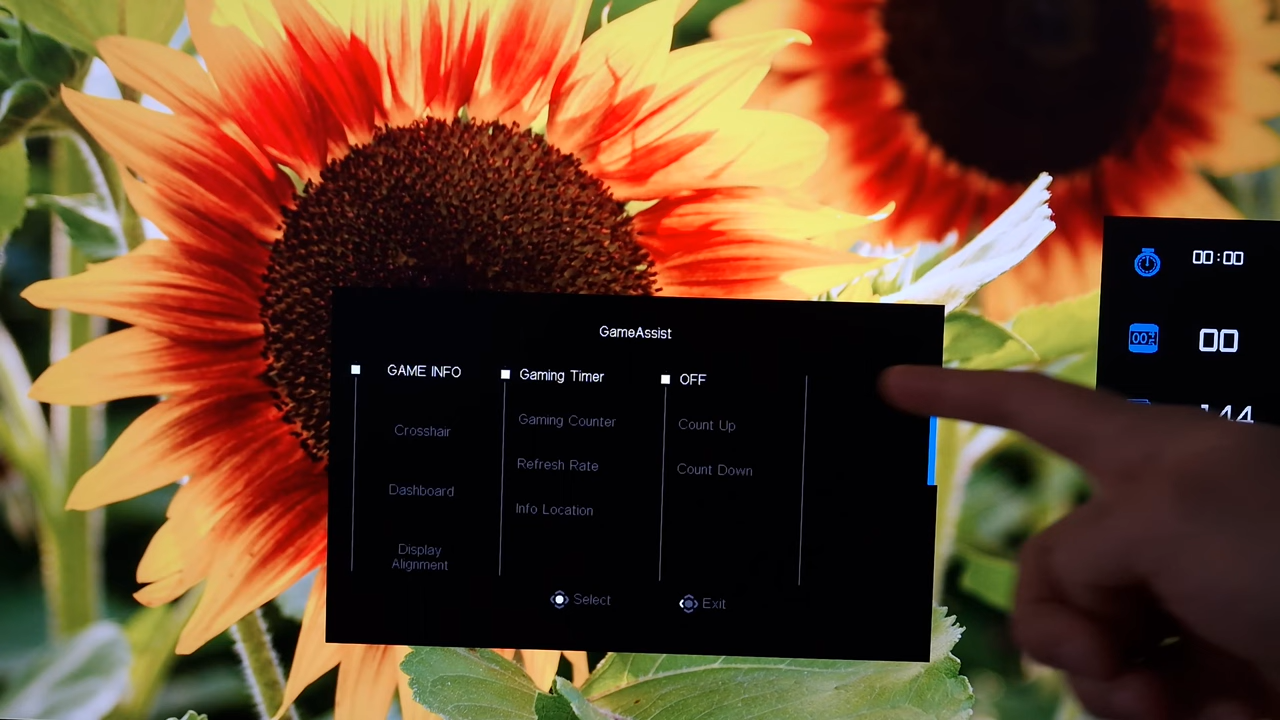 GameAssist
GAME INFO
Crosshair
Dashboard
Display
Alignment
Gaming Timer
Gaming Counter
Refresh Rate
Info Location
OFF
Count Up
Count Down
Select
Exit
00:00
00
144